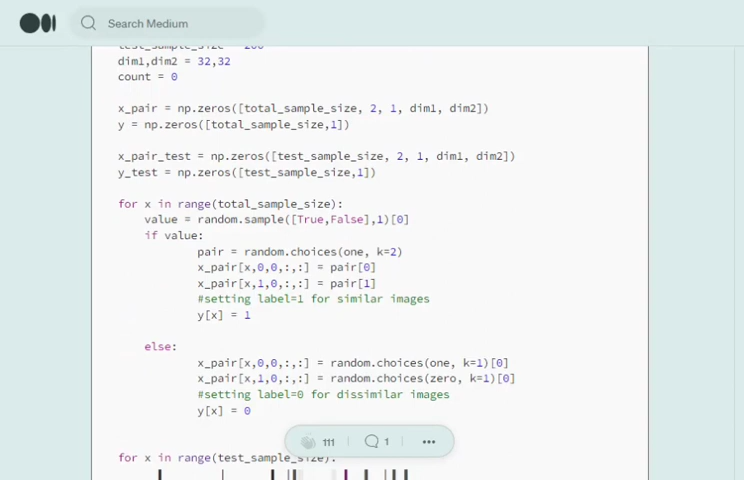 Search Medium
test_sample_size = 200
dim1,dim2 = 32,32
count = 0
x_pair = np.zeros([total_sample_size, 2, 1, dim1, dim2])
y = np.zeros([total_sample_size,1])
x_pair_test = np.zeros([test_sample_size, 2, 1, dim1, dim2])
y_test = np.zeros([test_sample_size,1])
for x in range(total_sample_size):
value = random.sample([True,False],1)[0]
if value:
pair = random.choices(one, k=2)
x_pair[x,0,0,:,:] = pair[0]
x_pair[x,1,0,:,:] = pair[1]
#setting label=1 for similar images
y[x] = 1
else:
x_pair[x,0,0,:,:] = random.choices(one, k=1)[0]
x_pair[x,1,0,:,:] = random.choices(zero, k=1)[0]
#setting label=0 for dissimilar images
y[x] = 0
111 1
for x in range(test_sample_size):